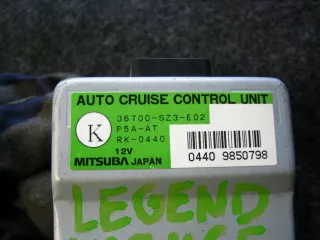 AUTO CRUISE CONTROL UNIT
K
36700-SZ3-E02
P5A-AT
RK-0440
12V
MITSUBA JAPAN
0440 9850798
LEGEND